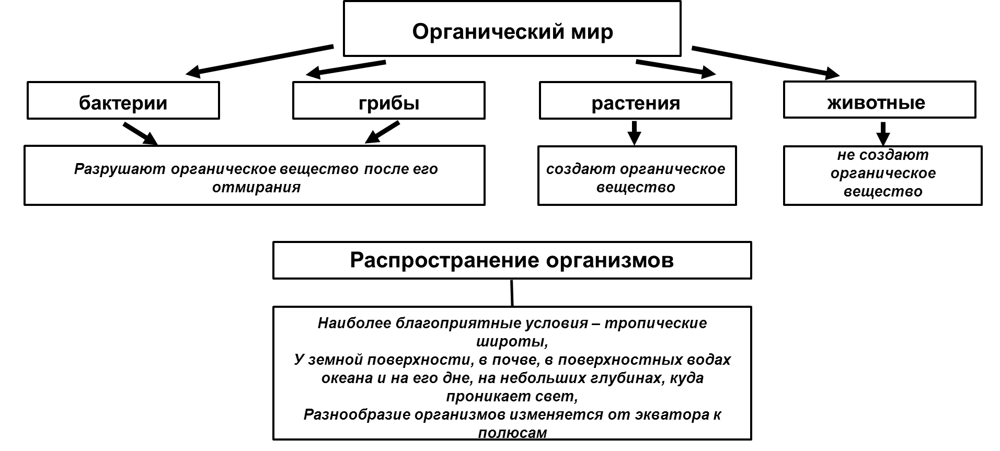 Органический мир
бактерии
грибы
растения
животные
Разрушают органическое вещество после его
отмирания
создают органическое
вещество
не создают
органическое
вещество
Распространение организмов
Наиболее благоприятные условия – тропические
широты,
У земной поверхности, в почве, в поверхностных водах
океана и на его дне, на небольших глубинах, куда
проникает свет,
Разнообразие организмов изменяется от экватора к
полюсам